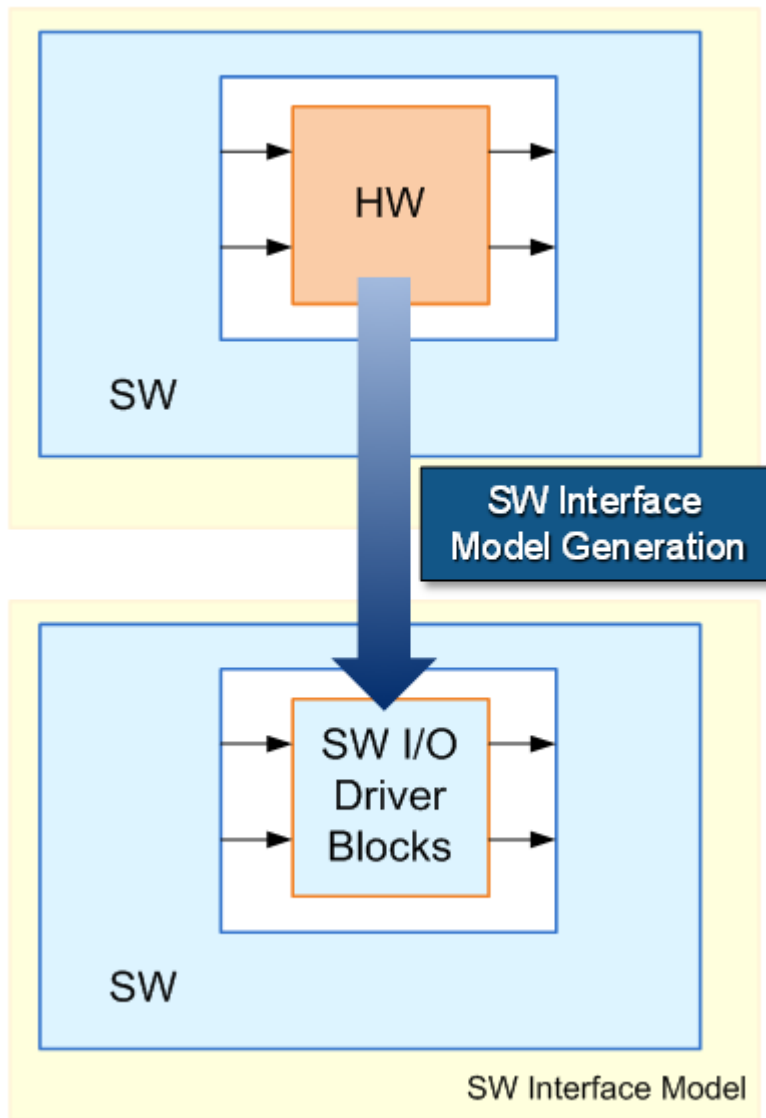 HW
SW
SW Interface
Model Generation
SW I/O
Driver
Blocks
SW
SW Interface Model